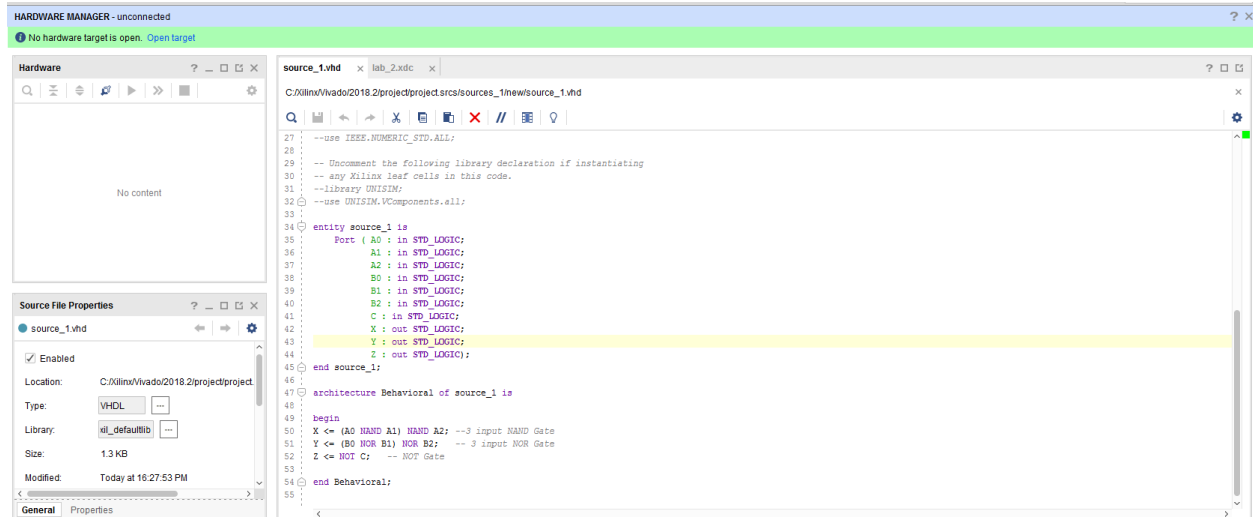 HARDWARE MANAGER - unconnected
No hardware target is open. Open target
Hardware
No content
Source File Properties
source_1.vhd
Enabled
Location: C:/Xilinx/Vivado/2018.2/project/project.
Type: VHDL
Library: xil_defaultlib
Size: 1.3 KB
Modified: Today at 16:27:53 PM
General Properties
source_1.vhd lab_2.xdc
C:/Xilinx/Vivado/2018.2/project/project.srcs/sources_1/new/source_1.vhd
27 --use IEEE.NUMERIC_STD.ALL;
28
29 -- Uncomment the following library declaration if instantiating
30 -- any Xilinx leaf cells in this code.
31 --library UNISIM;
32 --use UNISIM.VComponents.all;
33
34 entity source_1 is
35 Port ( A0 : in STD_LOGIC;
36 A1 : in STD_LOGIC;
37 A2 : in STD_LOGIC;
38 B0 : in STD_LOGIC;
39 B1 : in STD_LOGIC;
40 B2 : in STD_LOGIC;
41 C : in STD_LOGIC;
42 X : out STD_LOGIC;
43 Y : out STD_LOGIC;
44 Z : out STD_LOGIC);
45 end source_1;
46
47 architecture Behavioral of source_1 is
48
49 begin
50 X <= (A0 NAND A1) NAND A2; --3 input NAND Gate
51 Y <= (B0 NOR B1) NOR B2; -- 3 input NOR Gate
52 Z <= NOT C; -- NOT Gate
53
54 end Behavioral;
55